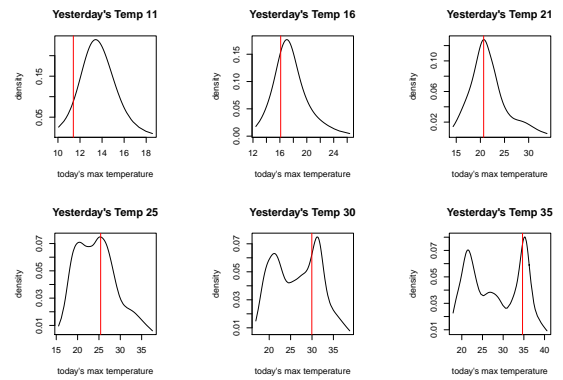 Yesterday's Temp 11
density
0.05
0.15
10
12
14
16
18
today's max temperature
Yesterday's Temp 16
density
0.00
0.05
0.10
0.15
12
16
20
24
today's max temperature
Yesterday's Temp 21
density
0.02
0.06
0.10
15
20
25
30
today's max temperature
Yesterday's Temp 25
density
0.01
0.03
0.05
0.07
15
20
25
30
35
today's max temperature
Yesterday's Temp 30
density
0.01
0.03
0.05
0.07
20
25
30
35
today's max temperature
Yesterday's Temp 35
density
0.01
0.03
0.05
0.07
20
25
30
35
40
today's max temperature